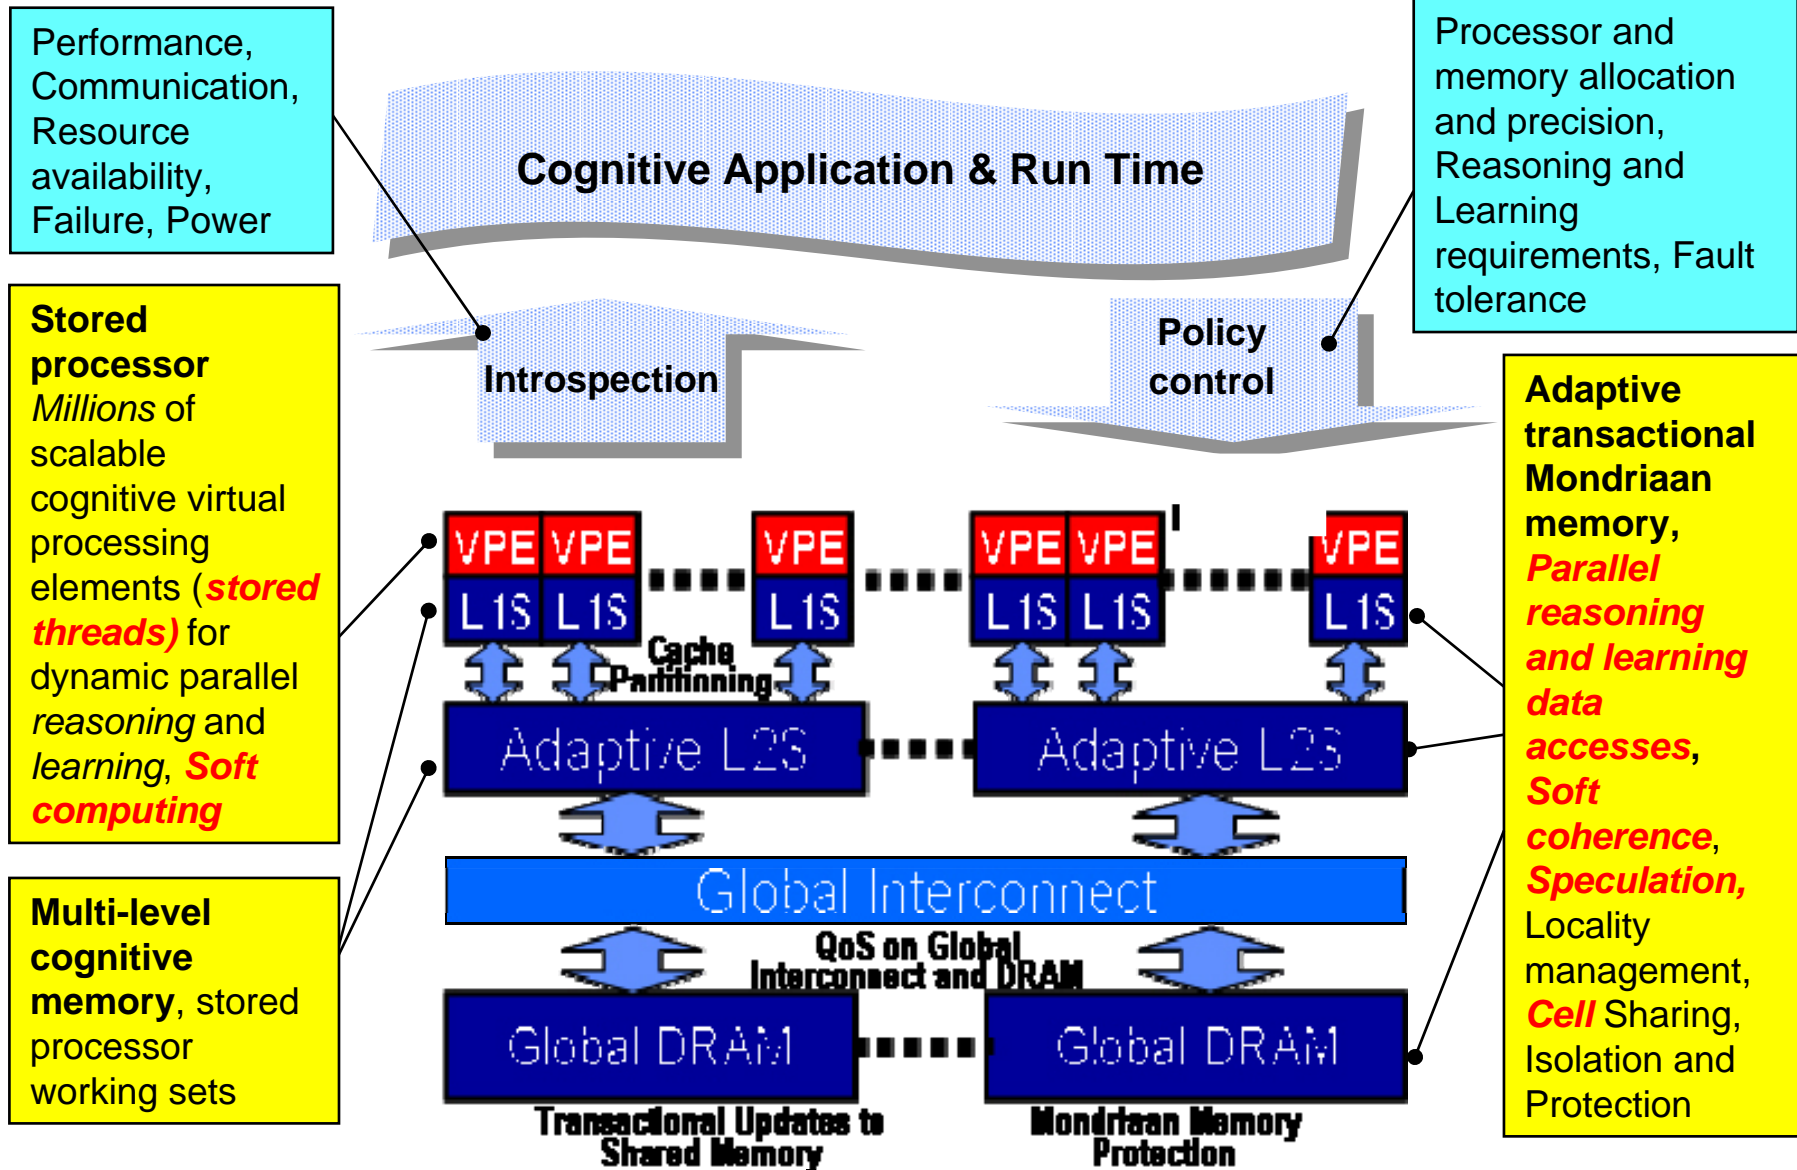 Performance,
Communication,
Resource
availability,
Failure, Power
Cognitive Application & Run Time
Processor and
memory allocation
and precision,
Reasoning and
Learning
requirements, Fault
tolerance
Introspection
Policy
control
Stored
processor
Millions of
scalable
cognitive virtual
processing
elements (stored
threads) for
dynamic parallel
reasoning and
learning, Soft
computing
Multi-level
cognitive
memory, stored
processor
working sets
VPE VPE VPE VPE VPE VPE
L1S L1S L1S L1S L1S L1S
Cache
Partitionning
Adaptive L2S Adaptive L2S
Global Interconnect
QoS on Global
Interconnect and DRAM
Global DRAM Global DRAM
Transactional Updates to
Shared Memory
Mondriaan Memory
Protection
Adaptive
transactional
Mondriaan
memory,
Parallel
reasoning
and learning
data
accesses,
Soft
coherence,
Speculation,
Locality
management,
Cell Sharing,
Isolation and
Protection